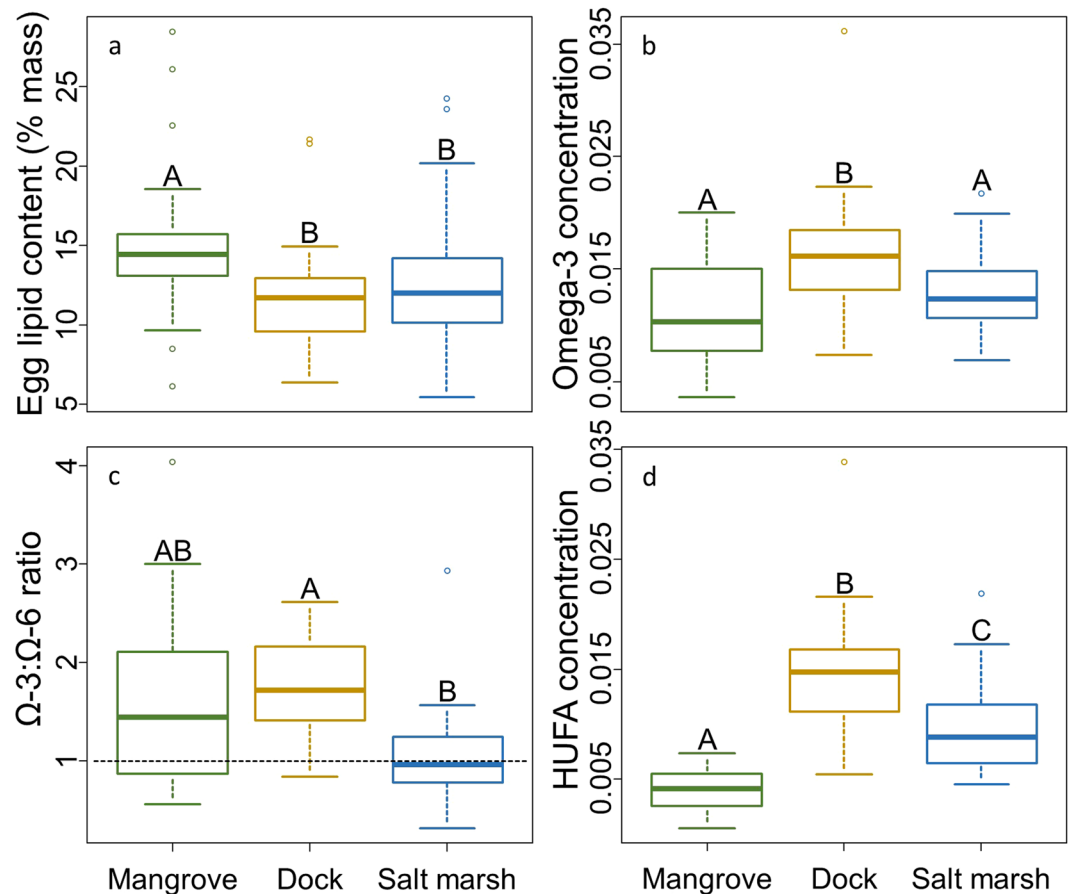 Egg lipid content (% mass)
25
20
15
10
5
a
A
B
B
Omega-3 concentration
0.035
0.025
0.015
0.005
b
A
B
A
Ω-3:Ω-6 ratio
4
3
2
1
c
AB
A
B
Mangrove Dock Salt marsh
HUFA concentration
0.035
0.025
0.015
0.005
d
A
B
C
Mangrove Dock Salt marsh